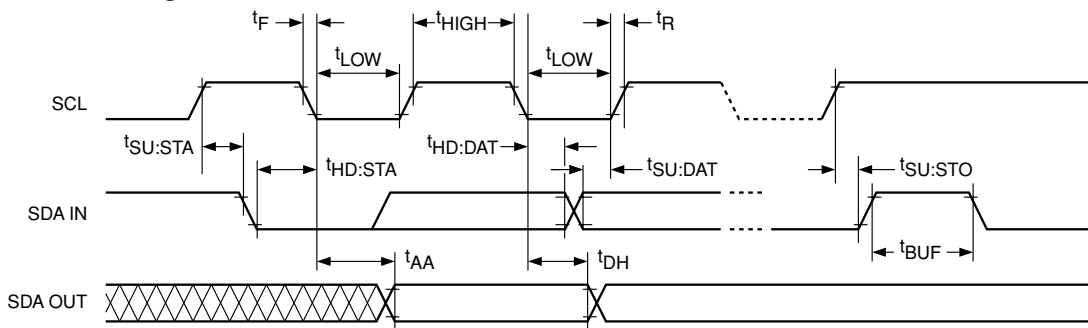 tF
tHIGH
tR
tLOW
tLOW
SCL
tSU:STA
tHD:STA
tHD:DAT
tSU:DAT
tSU:STO
SDA IN
tBUF
tAA
tDH
SDA OUT